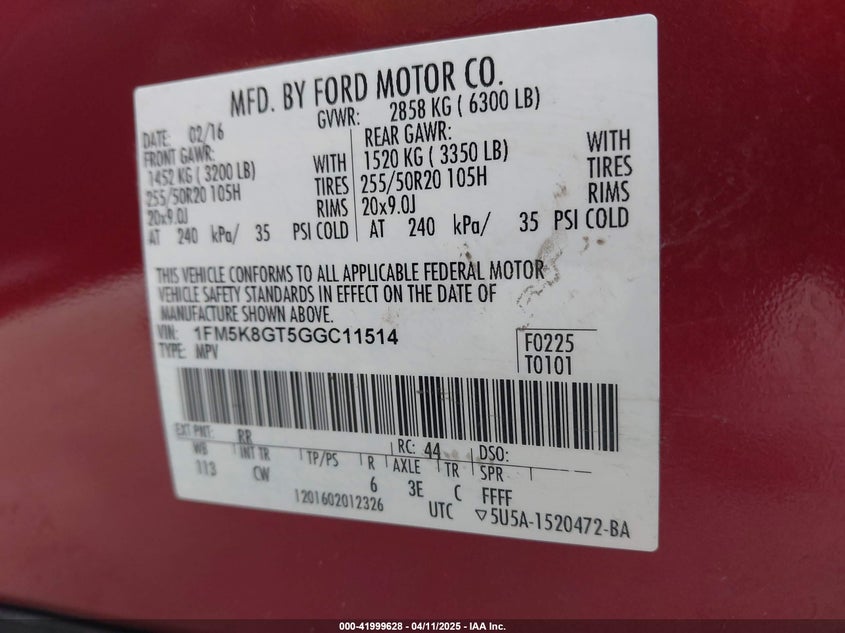 MFD. BY FORD MOTOR CO.
DATE: 02/16 GVWR: 2858 KG ( 6300 LB)
FRONT GAWR: REAR GAWR:
1452 KG ( 3200 LB) WITH 1520 KG ( 3350 LB) WITH
255/50R20 105H TIRES 255/50R20 105H TIRES
20x9.0J RIMS 20x9.0J RIMS
AT 240 kPa/ 35 PSI COLD AT 240 kPa/ 35 PSI COLD
THIS VEHICLE CONFORMS TO ALL APPLICABLE FEDERAL MOTOR
VEHICLE SAFETY STANDARDS IN EFFECT ON THE DATE OF
MANUFACTURE SHOWN ABOVE.
VIN: 1FM5K8GT5GGC11514 F0225
TYPE: MPV T0101
EXT PNT: RR RC: 44 DSO:
WB INT TR TP/PS R AXLE TR SPR
113 CW 6 3E C FFFF
1201602012326 UTC ▽5U5A-1520472-BA
000-41999628 - 04/11/2025 - IAA Inc.